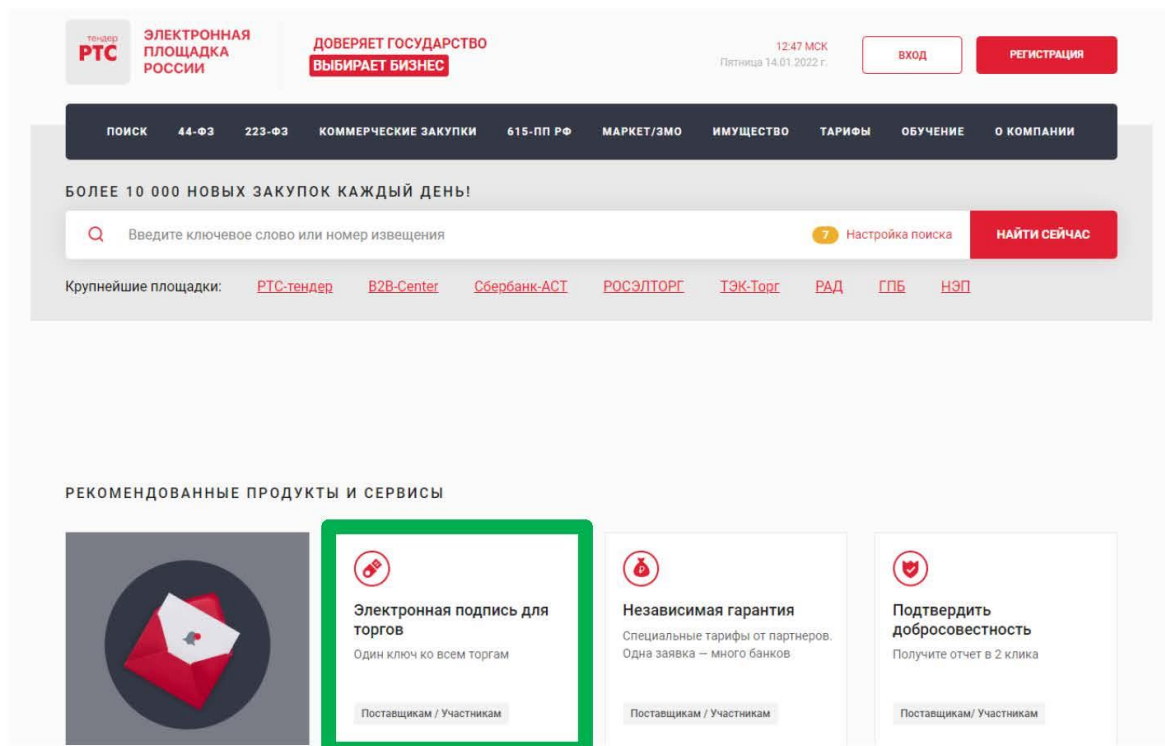 тендер
РТС
ЭЛЕКТРОННАЯ
ПЛОЩАДКА
РОССИИ
ДОВЕРЯЕТ ГОСУДАРСТВО
ВЫБИРАЕТ БИЗНЕС
12:47 МСК
Пятница 14.01.2022 г.
ВХОД
РЕГИСТРАЦИЯ
ПОИСК 44-ФЗ 223-ФЗ КОММЕРЧЕСКИЕ ЗАКУПКИ 615-ПП РФ МАРКЕТ/ЗМО ИМУЩЕСТВО ТАРИФЫ ОБУЧЕНИЕ О КОМПАНИИ
БОЛЕЕ 10 000 НОВЫХ ЗАКУПОК КАЖДЫЙ ДЕНЬ!
Введите ключевое слово или номер извещения 7 Настройка поиска НАЙТИ СЕЙЧАС
Крупнейшие площадки: РТС-тендер B2B-Center Сбербанк-АСТ РОСЭЛТОРГ ТЭК-Торг РАД ГПБ НЭП
РЕКОМЕНДОВАННЫЕ ПРОДУКТЫ И СЕРВИСЫ
Электронная подпись для
торгов
Один ключ ко всем торгам
Поставщикам / Участникам
Независимая гарантия
Специальные тарифы от партнеров.
Одна заявка — много банков
Поставщикам / Участникам
Подтвердить
добросовестность
Получите отчет в 2 клика
Поставщикам/ Участникам